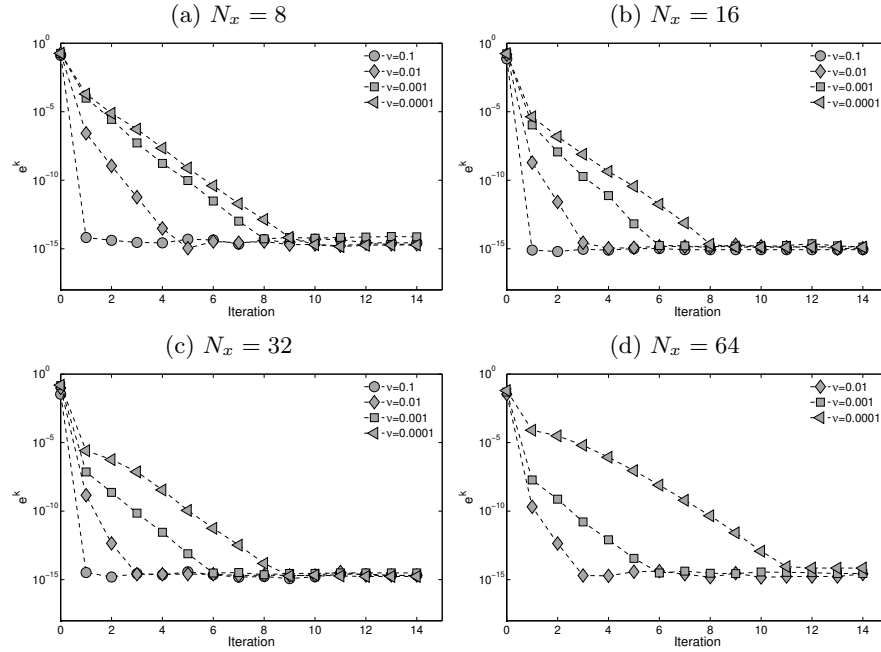 (a) N_x = 8
10^0
10^-5
10^-10
10^-15
e^k
0 2 4 6 8 10 12 14
Iteration
ν=0.1
ν=0.01
ν=0.001
ν=0.0001
(b) N_x = 16
10^0
10^-5
10^-10
10^-15
e^k
0 2 4 6 8 10 12 14
Iteration
ν=0.1
ν=0.01
ν=0.001
ν=0.0001
(c) N_x = 32
10^0
10^-5
10^-10
10^-15
e^k
0 2 4 6 8 10 12 14
Iteration
ν=0.1
ν=0.01
ν=0.001
ν=0.0001
(d) N_x = 64
10^0
10^-5
10^-10
10^-15
e^k
0 2 4 6 8 10 12 14
Iteration
ν=0.01
ν=0.001
ν=0.0001